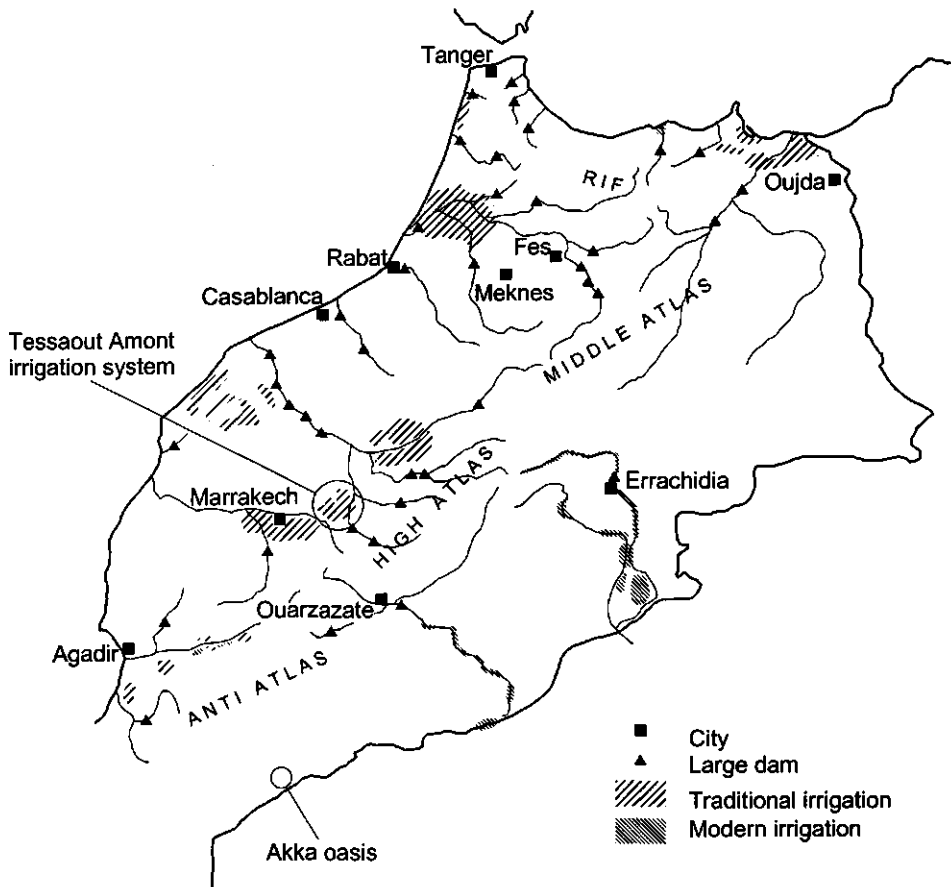 Tanger
RIF
Oujda
Fes
Rabat
Meknes
Casablanca
MIDDLE ATLAS
Tessaout Amont
irrigation system
HIGH ATLAS
Errachidia
Marrakech
Ouarzazate
Agadir
ANTI ATLAS
City
Large dam
Traditional irrigation
Modern irrigation
Akka oasis